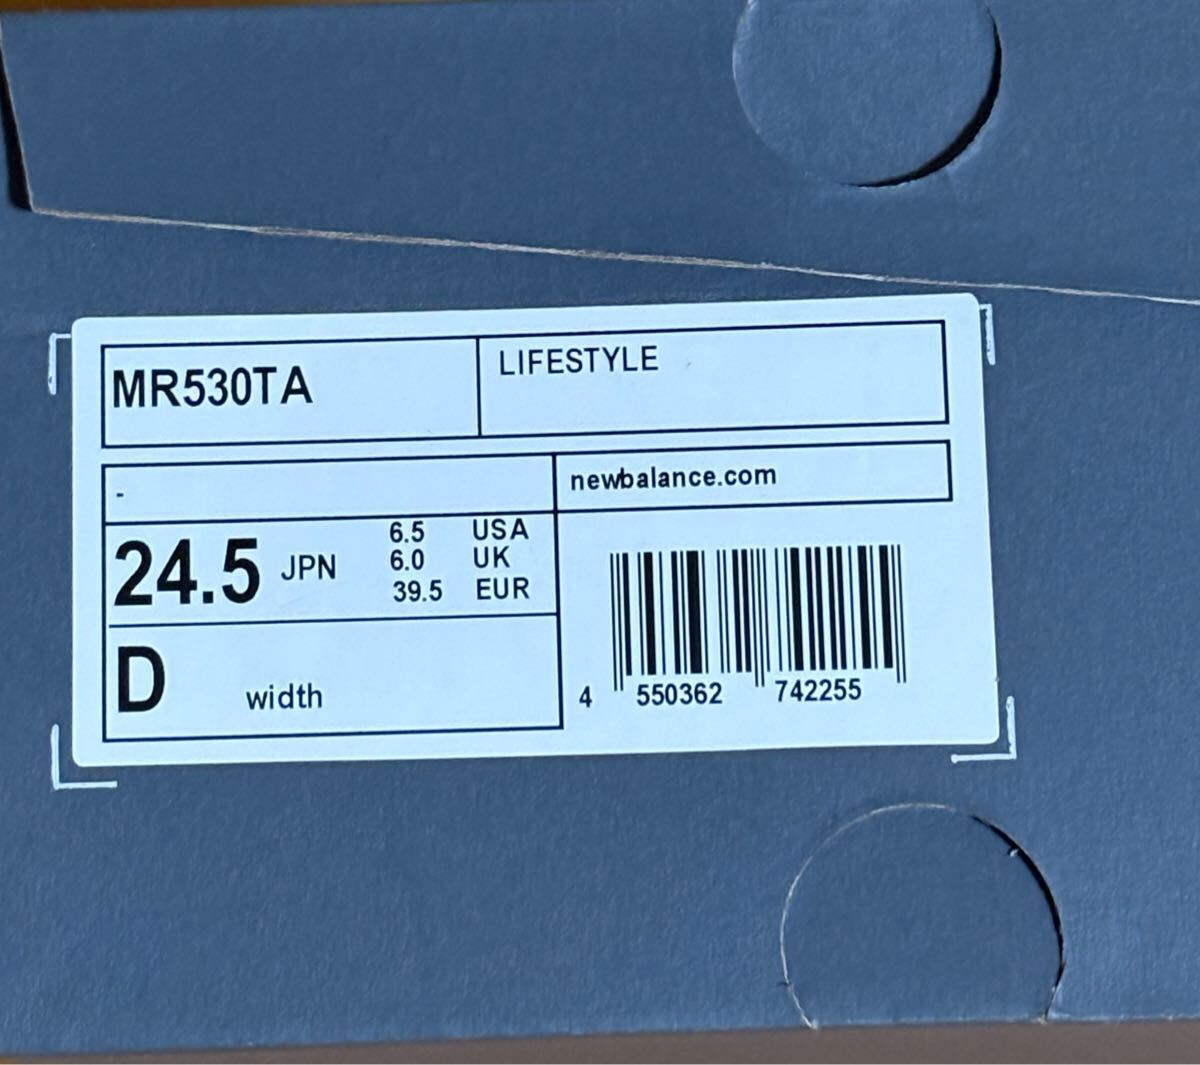 MR530TA
LIFESTYLE
-
newbalance.com
24.5 JPN
6.5 USA
6.0 UK
39.5 EUR
D width
4 550362 742255